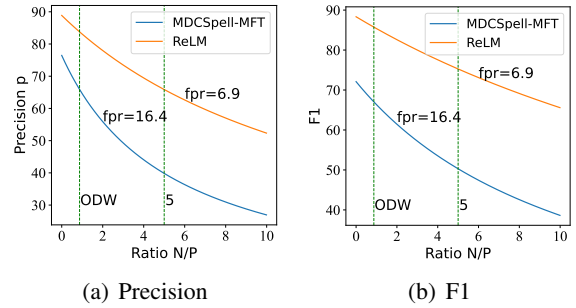 MDCSpell-MFT
ReLM
90
80
70
60
50
40
30
Precision p
fpr=6.9
fpr=16.4
ODW
5
0 2 4 6 8 10
Ratio N/P
(a) Precision
MDCSpell-MFT
ReLM
90
80
70
60
50
40
F1
fpr=6.9
fpr=16.4
ODW
5
0 2 4 6 8 10
Ratio N/P
(b) F1